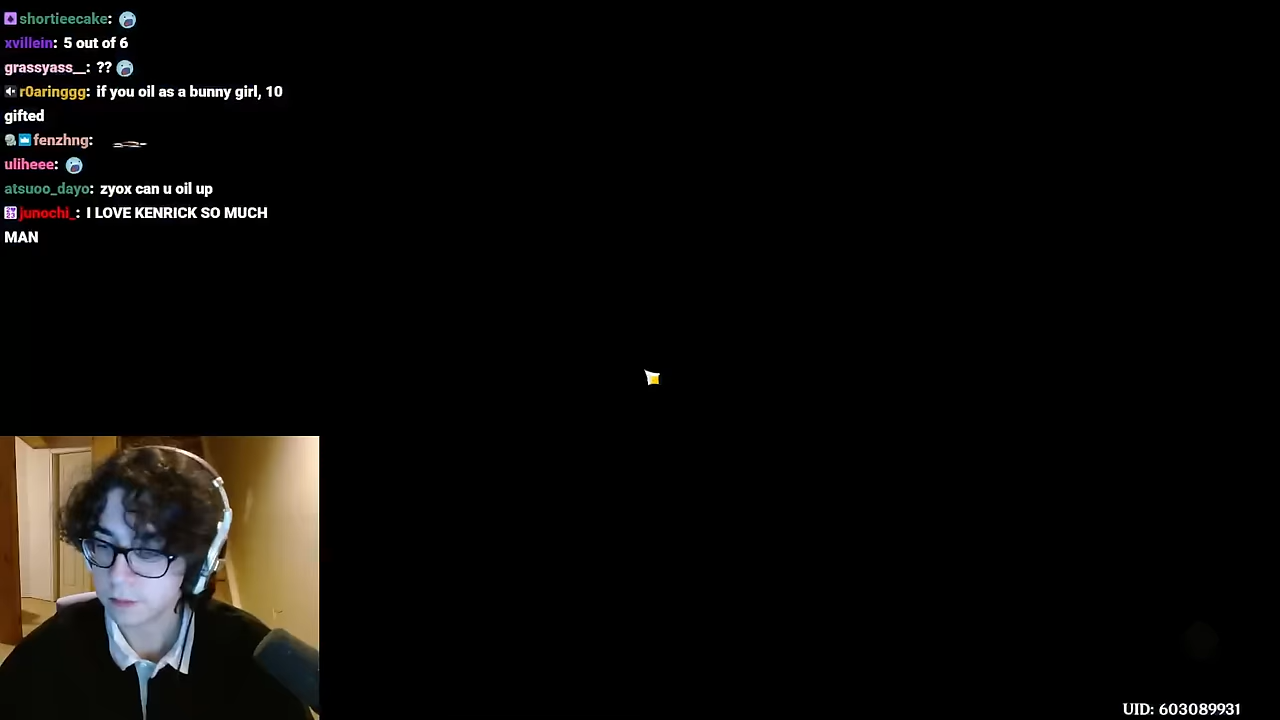 shortieecake:
xvillein: 5 out of 6
grassyass__: ??
r0aringgg: if you oil as a bunny girl, 10
gifted
fenzhng:
uliheee:
atsuoo_dayo: zyox can u oil up
junochi_: I LOVE KENRICK SO MUCH
MAN
UID: 603089931